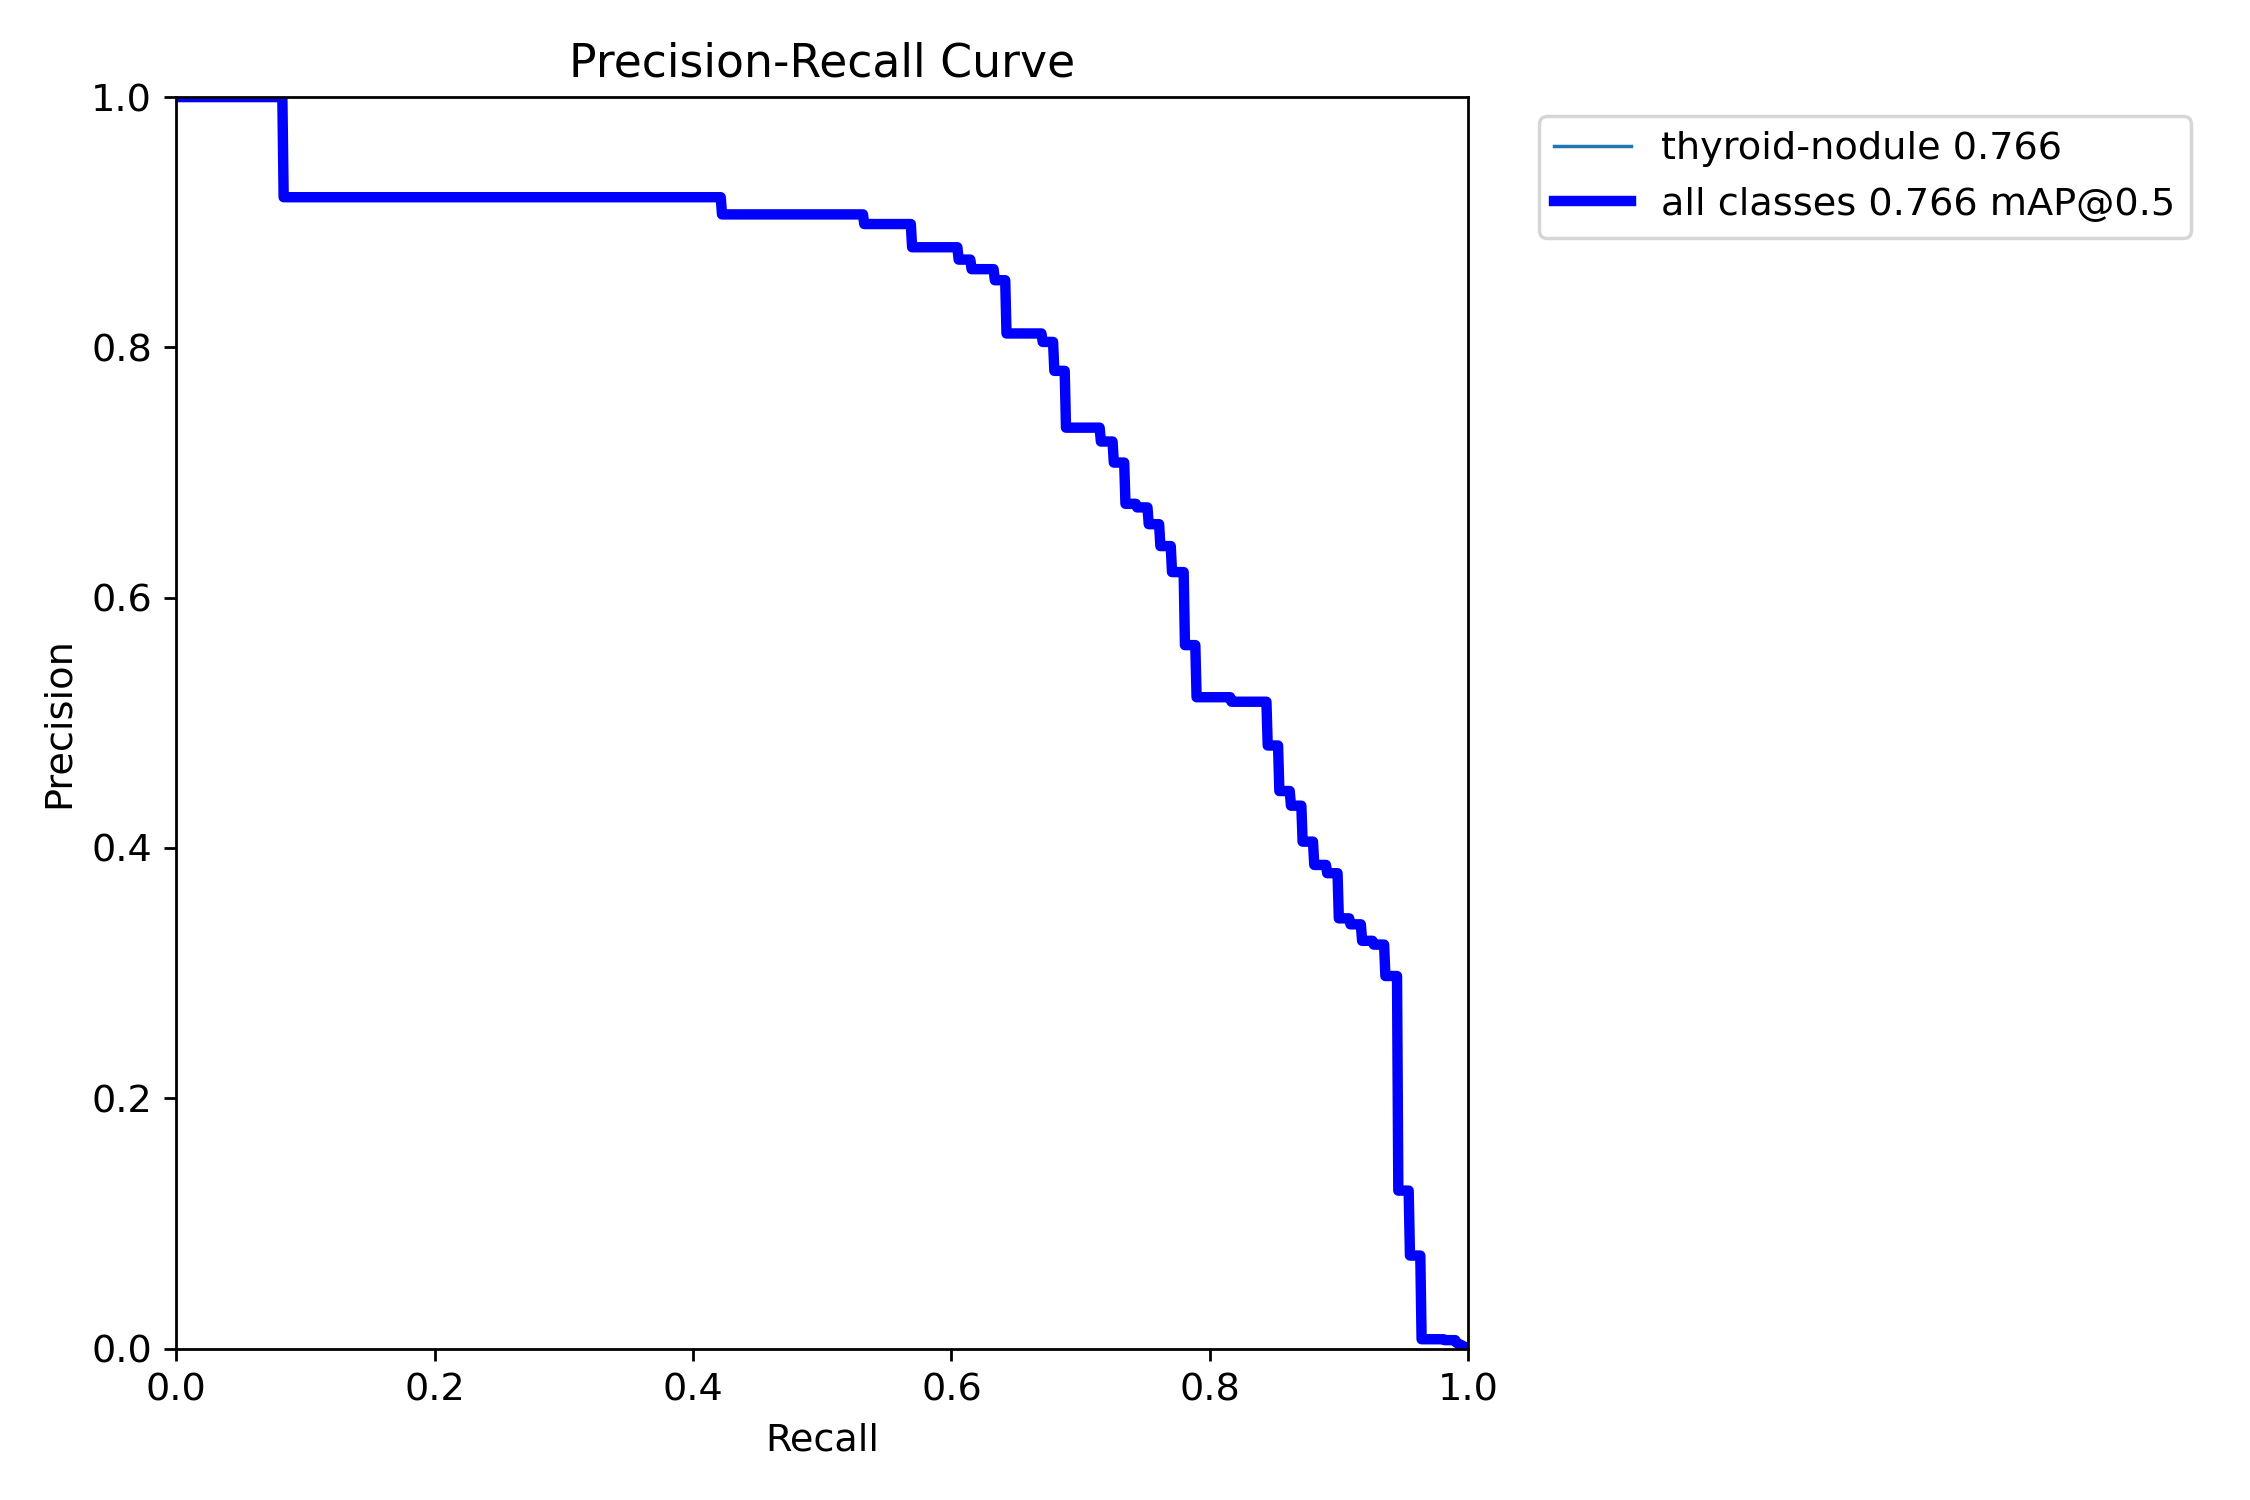 Precision-Recall Curve
thyroid-nodule 0.766
all classes 0.766 mAP@0.5
Precision
1.0
0.8
0.6
0.4
0.2
0.0
0.0 0.2 0.4 0.6 0.8 1.0
Recall